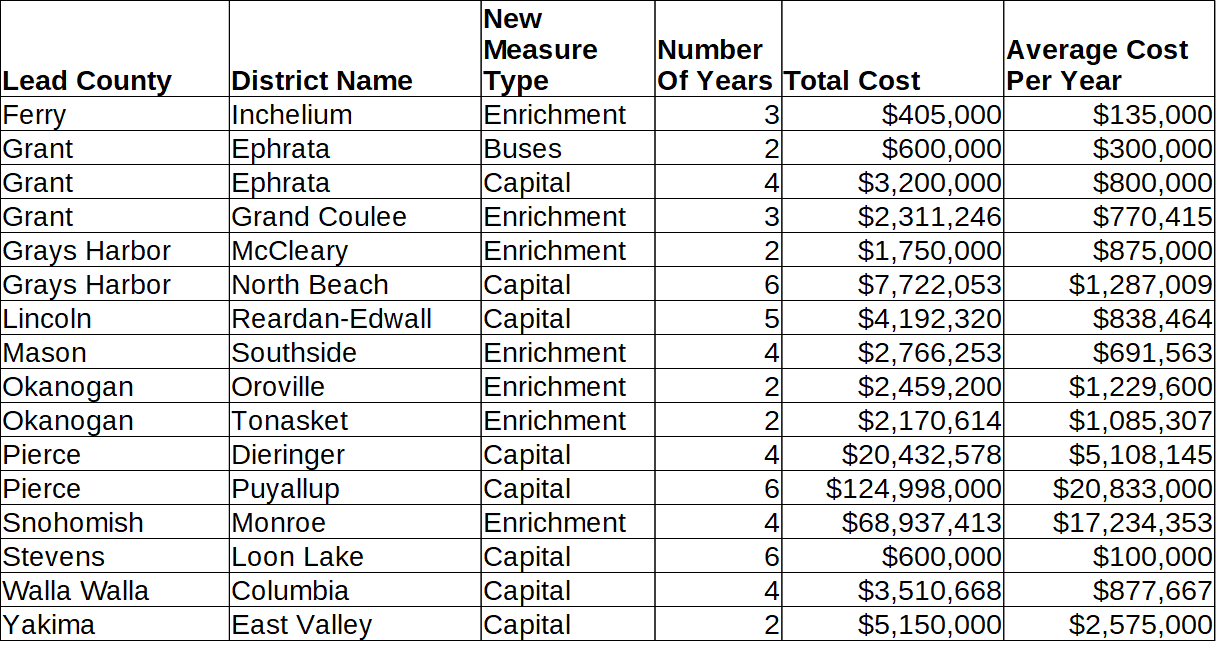 New
Measure Number Average Cost
Lead County District Name Type Of Years Total Cost Per Year
Ferry Inchelium Enrichment 3 $405,000 $135,000
Grant Ephrata Buses 2 $600,000 $300,000
Grant Ephrata Capital 4 $3,200,000 $800,000
Grant Grand Coulee Enrichment 3 $2,311,246 $770,415
Grays Harbor McCleary Enrichment 2 $1,750,000 $875,000
Grays Harbor North Beach Capital 6 $7,722,053 $1,287,009
Lincoln Reardan-Edwall Capital 5 $4,192,320 $838,464
Mason Southside Enrichment 4 $2,766,253 $691,563
Okanogan Oroville Enrichment 2 $2,459,200 $1,229,600
Okanogan Tonasket Enrichment 2 $2,170,614 $1,085,307
Pierce Dieringer Capital 4 $20,432,578 $5,108,145
Pierce Puyallup Capital 6 $124,998,000 $20,833,000
Snohomish Monroe Enrichment 4 $68,937,413 $17,234,353
Stevens Loon Lake Capital 6 $600,000 $100,000
Walla Walla Columbia Capital 4 $3,510,668 $877,667
Yakima East Valley Capital 2 $5,150,000 $2,575,000